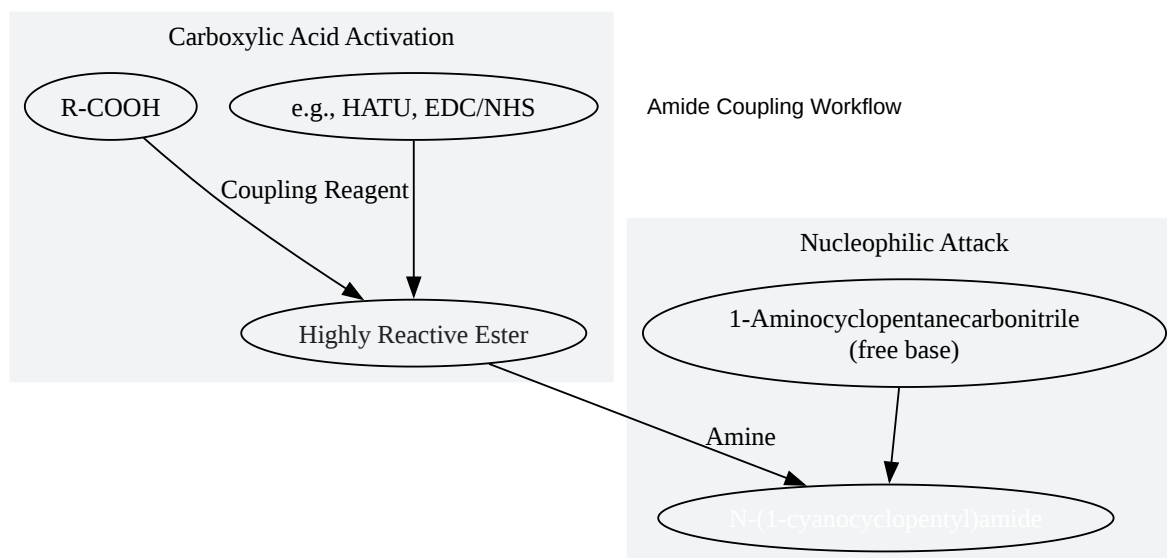 Carboxylic Acid Activation
R-COOH
e.g., HATU, EDC/NHS
Amide Coupling Workflow
Coupling Reagent
Nucleophilic Attack
Highly Reactive Ester
1-Aminocyclopentanecarbonitrile
(free base)
Amine
N-(1-cyanocyclopentyl)amide